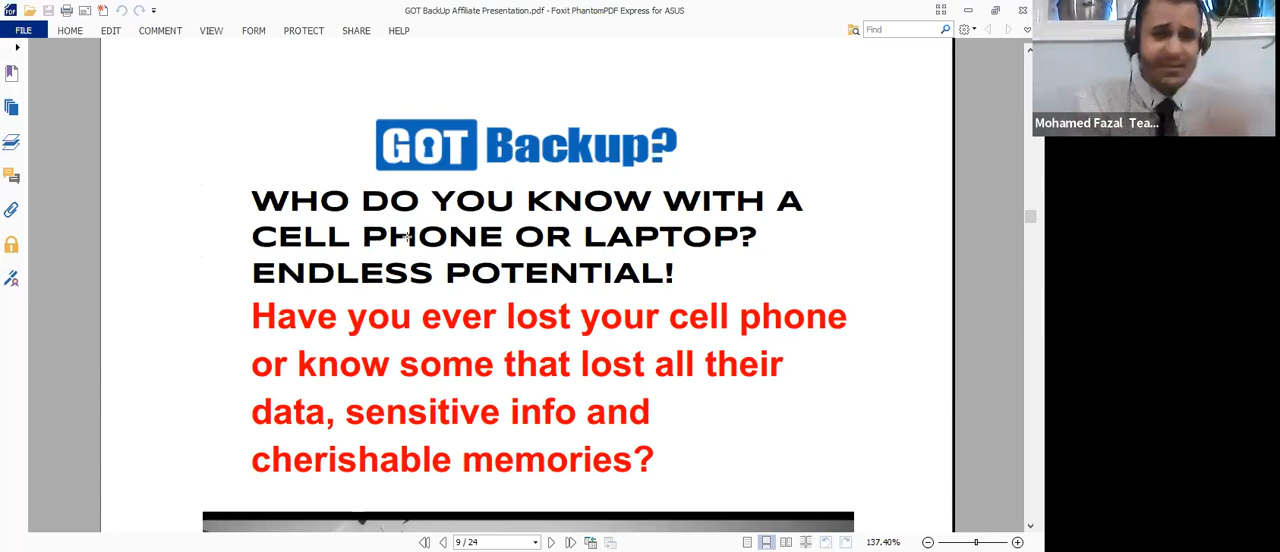 GOT BackUp Affiliate Presentation.pdf - Foxit PhantomPDF Express for ASUS
FILE HOME EDIT COMMENT VIEW FORM PROTECT SHARE HELP Find
Mohamed Fazal Tea...
GOT Backup?
WHO DO YOU KNOW WITH A
CELL PHONE OR LAPTOP?
ENDLESS POTENTIAL!
Have you ever lost your cell phone
or know some that lost all their
data, sensitive info and
cherishable memories?
9 / 24 137.40%